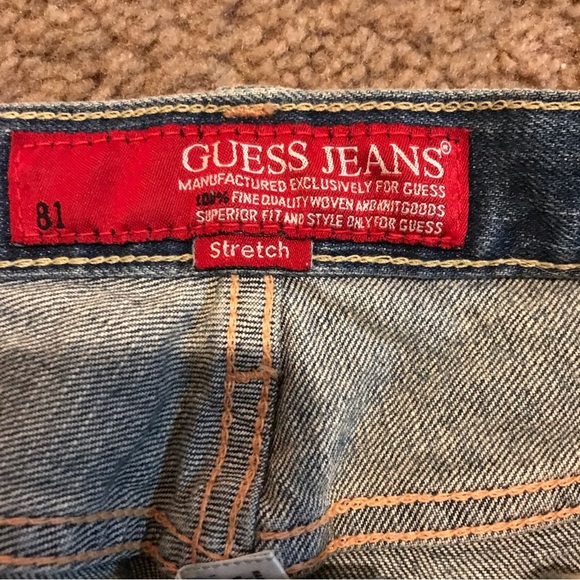 GUESS JEANS®
MANUFACTURED EXCLUSIVELY FOR GUESS
100% FINE QUALITY WOVEN AND KNIT GOODS
81
SUPERIOR FIT AND STYLE ONLY FOR GUESS
Stretch